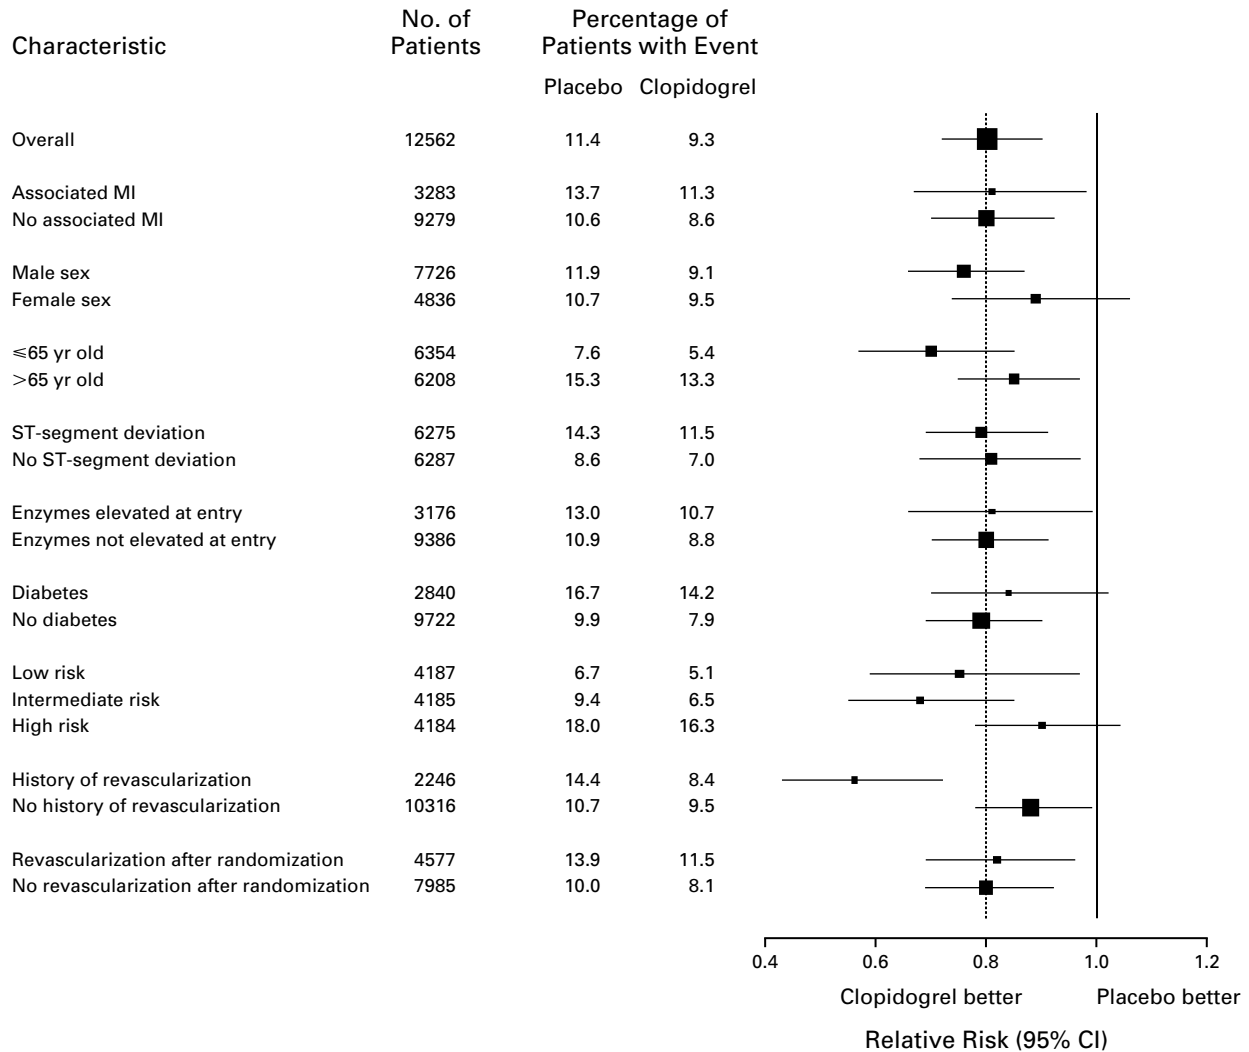 No. of Percentage of
Characteristic Patients Patients with Event
Placebo Clopidogrel
Overall 12562 11.4 9.3
Associated MI 3283 13.7 11.3
No associated MI 9279 10.6 8.6
Male sex 7726 11.9 9.1
Female sex 4836 10.7 9.5
≤65 yr old 6354 7.6 5.4
>65 yr old 6208 15.3 13.3
ST-segment deviation 6275 14.3 11.5
No ST-segment deviation 6287 8.6 7.0
Enzymes elevated at entry 3176 13.0 10.7
Enzymes not elevated at entry 9386 10.9 8.8
Diabetes 2840 16.7 14.2
No diabetes 9722 9.9 7.9
Low risk 4187 6.7 5.1
Intermediate risk 4185 9.4 6.5
High risk 4184 18.0 16.3
History of revascularization 2246 14.4 8.4
No history of revascularization 10316 10.7 9.5
Revascularization after randomization 4577 13.9 11.5
No revascularization after randomization 7985 10.0 8.1
0.4 0.6 0.8 1.0 1.2
Clopidogrel better Placebo better
Relative Risk (95% CI)